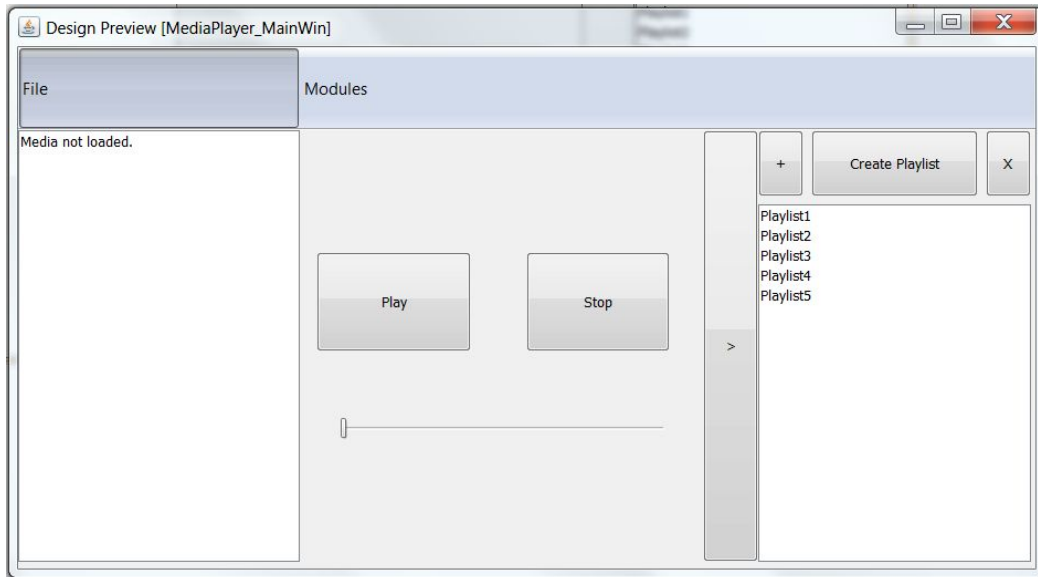 Design Preview [MediaPlayer_MainWin]
File
Modules
Media not loaded.
Play
Stop
>
+
Create Playlist
X
Playlist1
Playlist2
Playlist3
Playlist4
Playlist5